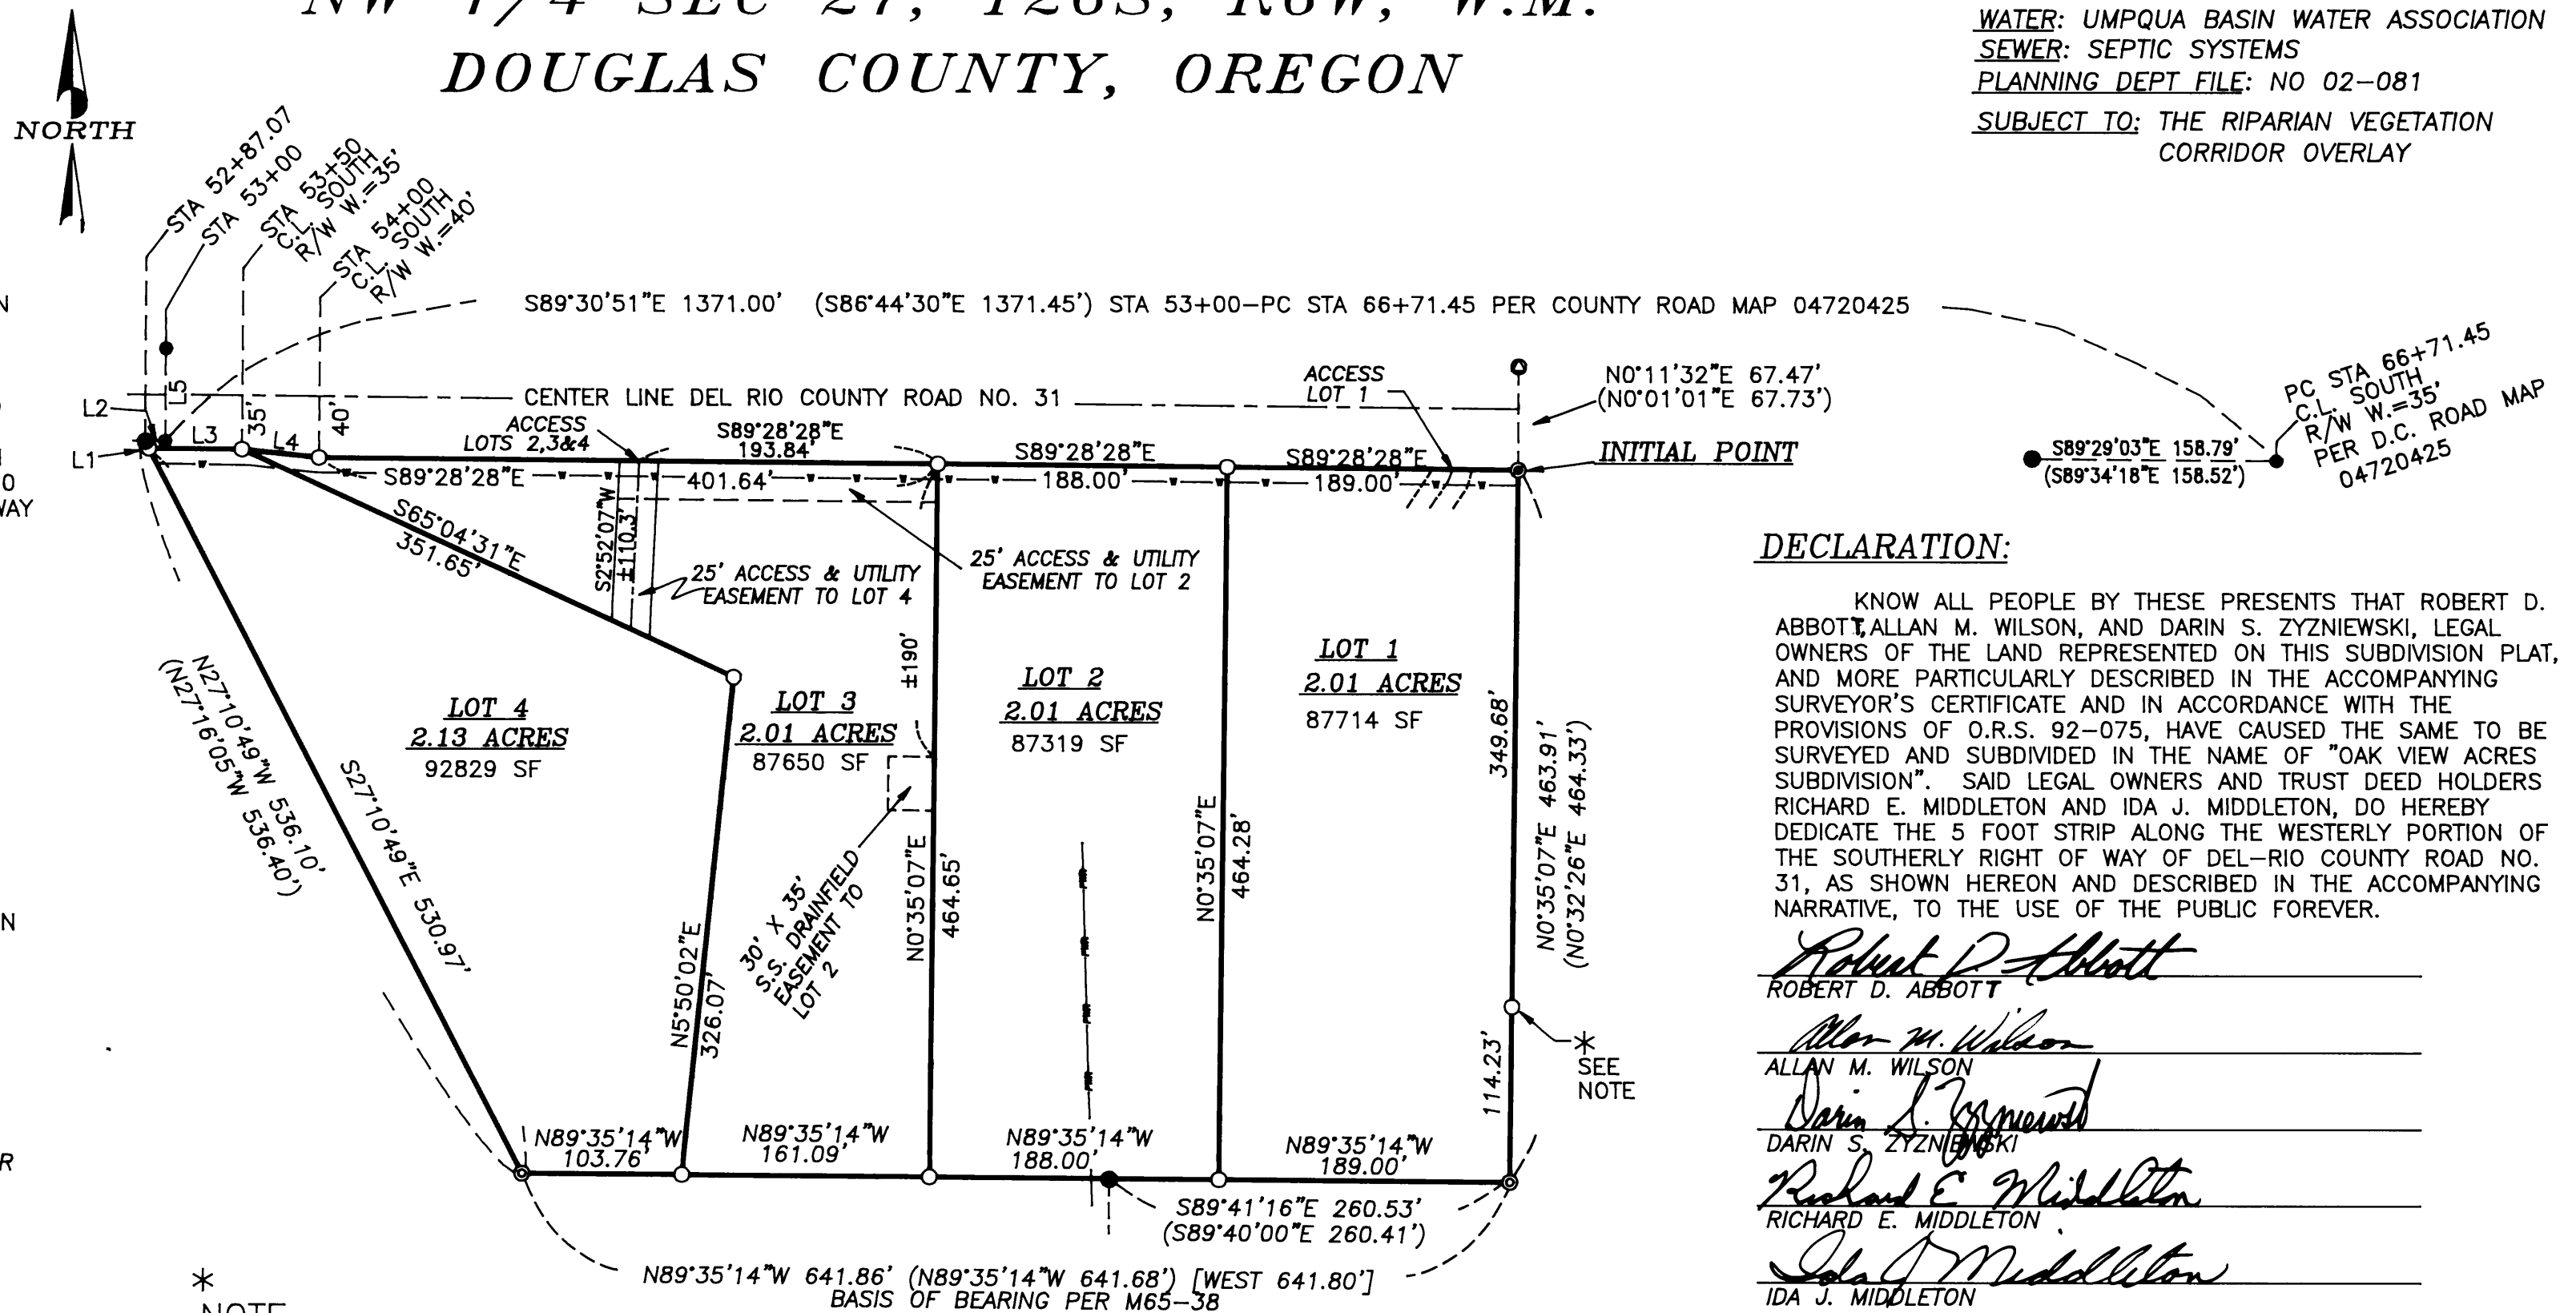 NW 1/4 SEC 27, T26S, R6W, W.M.
DOUGLAS COUNTY, OREGON
WATER: UMPQUA BASIN WATER ASSOCIATION
SEWER: SEPTIC SYSTEMS
PLANNING DEPT FILE: NO 02-081
SUBJECT TO: THE RIPARIAN VEGETATION
CORRIDOR OVERLAY
NORTH
STA 52+87.07
STA 53+00
STA 53+50
C.L. SOUTH
R/W W.=35'
STA 54+00
C.L. SOUTH
R/W W.=40'
S89°30'51"E 1371.00' (S86°44'30"E 1371.45') STA 53+00-PC STA 66+71.45 PER COUNTY ROAD MAP 04720425
PC STA 66+71.45
C.L. SOUTH
R/W W.=35'
PER D.C. ROAD MAP
04720425
S89°29'03"E 158.79'
(S89°34'18"E 158.52')
N0°11'32"E 67.47'
(N0°01'01"E 67.73')
INITIAL POINT
CENTER LINE DEL RIO COUNTY ROAD NO. 31
ACCESS
LOT 1
ACCESS
LOTS 2,3&4
L2
L1
L5
L3
L4
35'
40'
S89°28'28"E
193.84'
S89°28'28"E
401.64'
S89°28'28"E
188.00'
S89°28'28"E
189.00'
S65°04'31"E
351.65'
S2°52'07"W
±110.3'
25' ACCESS & UTILITY
EASEMENT TO LOT 4
25' ACCESS & UTILITY
EASEMENT TO LOT 2
±190'
LOT 4
2.13 ACRES
92829 SF
LOT 3
2.01 ACRES
87650 SF
LOT 2
2.01 ACRES
87319 SF
LOT 1
2.01 ACRES
87714 SF
N27°10'49"W 536.10'
(N27°16'05"W 536.40')
S27°10'49"E 530.97'
N5°50'02"E
326.07'
30' X 35'
S.S. DRAINFIELD
EASEMENT TO
LOT 2
N0°35'07"E
464.65'
PWR
PWR
PWR
PWR
N0°35'07"E
464.28'
349.68'
114.23'
N0°35'07"E 463.91'
(N0°32'26"E 464.33')
*
SEE
NOTE
N89°35'14"W
103.76'
N89°35'14"W
161.09'
N89°35'14"W
188.00'
N89°35'14"W
189.00'
S89°41'16"E 260.53'
(S89°40'00"E 260.41')
N89°35'14"W 641.86' (N89°35'14"W 641.68') [WEST 641.80']
BASIS OF BEARING PER M65-38
*
NOTE
DECLARATION:
KNOW ALL PEOPLE BY THESE PRESENTS THAT ROBERT D.
ABBOTT, ALLAN M. WILSON, AND DARIN S. ZYZNIEWSKI, LEGAL
OWNERS OF THE LAND REPRESENTED ON THIS SUBDIVISION PLAT,
AND MORE PARTICULARLY DESCRIBED IN THE ACCOMPANYING
SURVEYOR'S CERTIFICATE AND IN ACCORDANCE WITH THE
PROVISIONS OF O.R.S. 92-075, HAVE CAUSED THE SAME TO BE
SURVEYED AND SUBDIVIDED IN THE NAME OF "OAK VIEW ACRES
SUBDIVISION". SAID LEGAL OWNERS AND TRUST DEED HOLDERS
RICHARD E. MIDDLETON AND IDA J. MIDDLETON, DO HEREBY
DEDICATE THE 5 FOOT STRIP ALONG THE WESTERLY PORTION OF
THE SOUTHERLY RIGHT OF WAY OF DEL-RIO COUNTY ROAD NO.
31, AS SHOWN HEREON AND DESCRIBED IN THE ACCOMPANYING
NARRATIVE, TO THE USE OF THE PUBLIC FOREVER.
Robert D. Abbott
ROBERT D. ABBOTT
Allan M. Wilson
ALLAN M. WILSON
Darin S. Zyzniewski
DARIN S. ZYZNIEWSKI
Richard E Middleton
RICHARD E. MIDDLETON
Ida J Middleton
IDA J. MIDDLETON